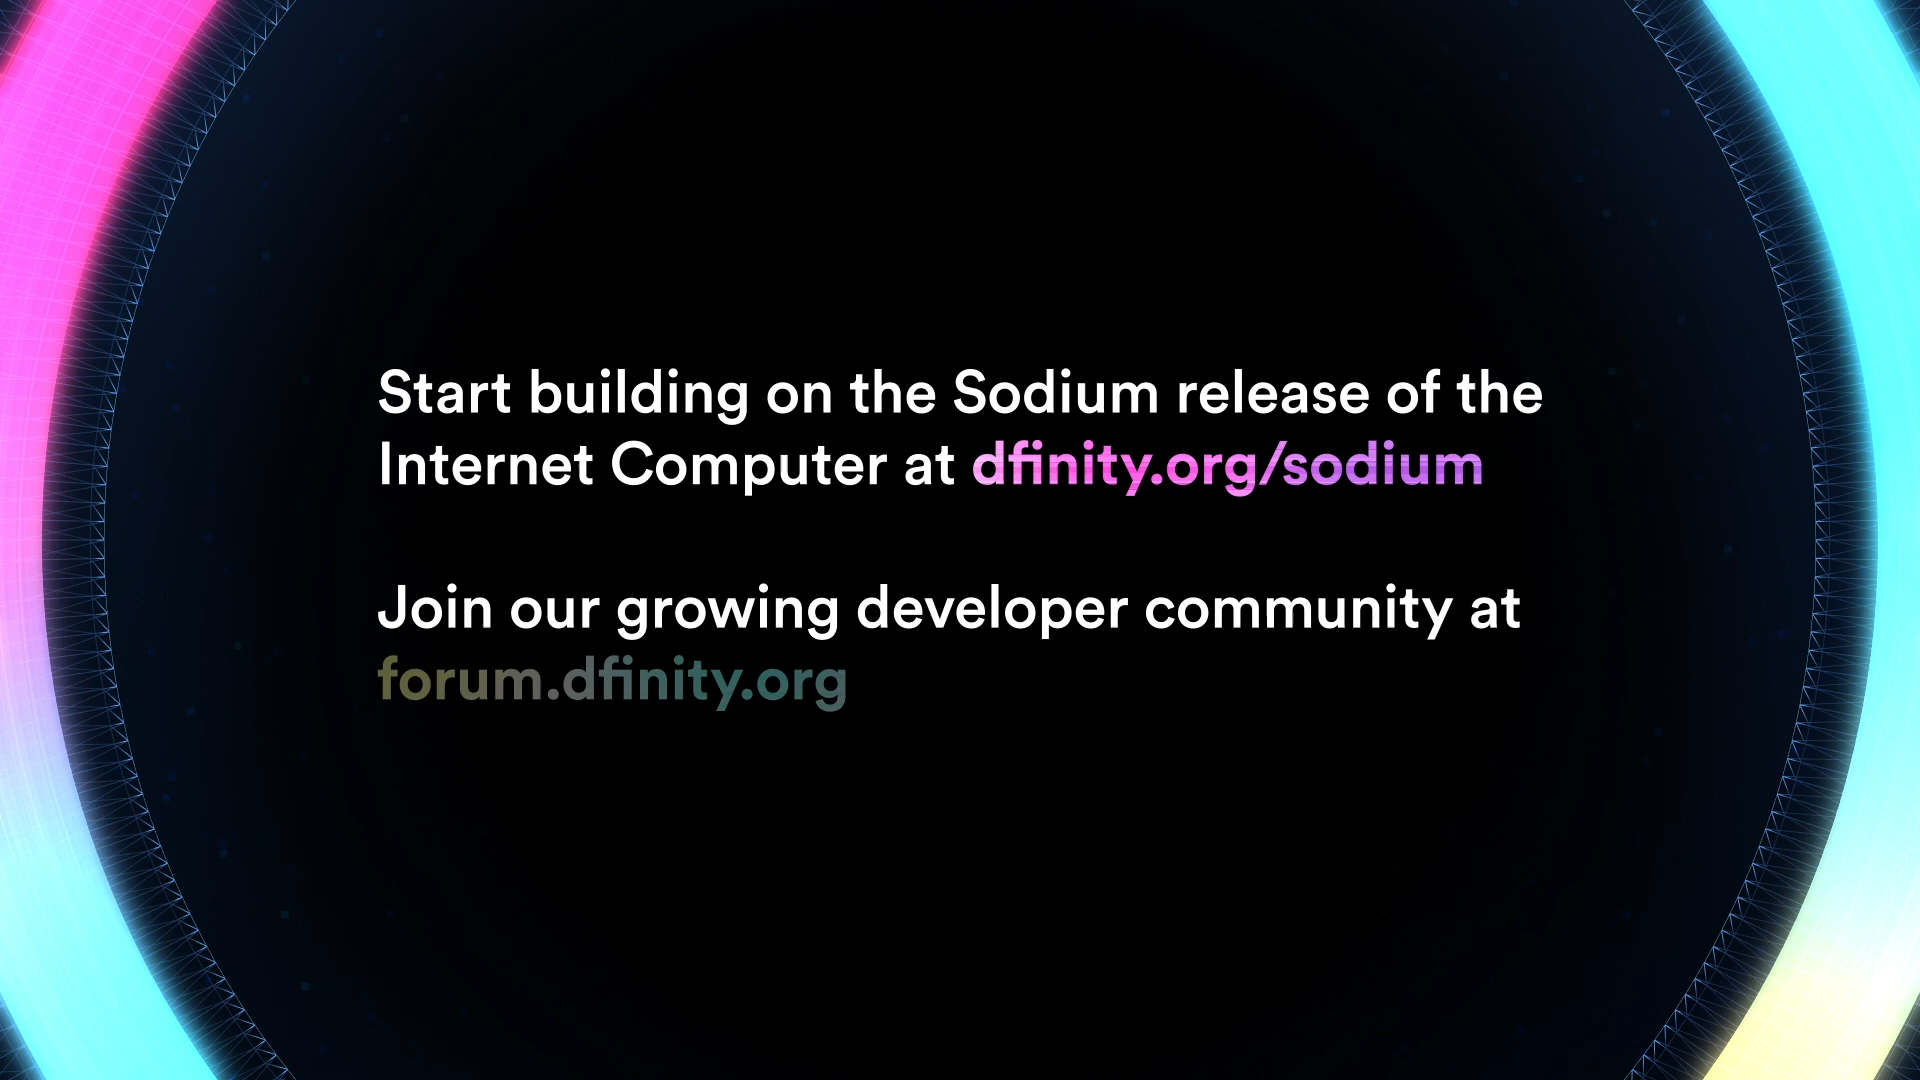 Start building on the Sodium release of the
Internet Computer at dfinity.org/sodium
Join our growing developer community at
forum.dfinity.org